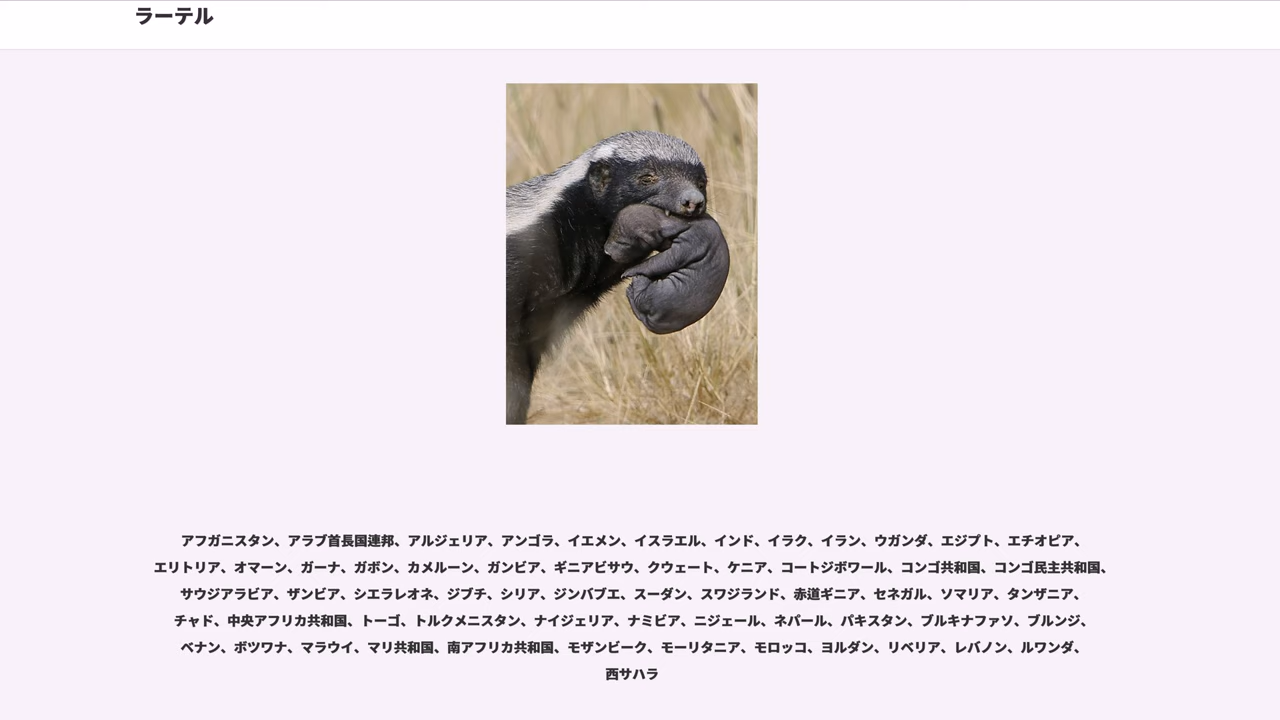 ラーテル
アフガニスタン、アラブ首長国連邦、アルジェリア、アンゴラ、イエメン、イスラエル、インド、イラク、イラン、ウガンダ、エジプト、エチオピア、
エリトリア、オマーン、ガーナ、ガボン、カメルーン、ガンビア、ギニアビサウ、クウェート、ケニア、コートジボワール、コンゴ共和国、コンゴ民主共和国、
サウジアラビア、ザンビア、シエラレオネ、ジブチ、シリア、ジンバブエ、スーダン、スワジランド、赤道ギニア、セネガル、ソマリア、タンザニア、
チャド、中央アフリカ共和国、トーゴ、トルクメニスタン、ナイジェリア、ナミビア、ニジェール、ネパール、パキスタン、ブルキナファソ、ブルンジ、
ベナン、ボツワナ、マラウイ、マリ共和国、南アフリカ共和国、モザンビーク、モーリタニア、モロッコ、ヨルダン、リベリア、レバノン、ルワンダ、
西サハラ